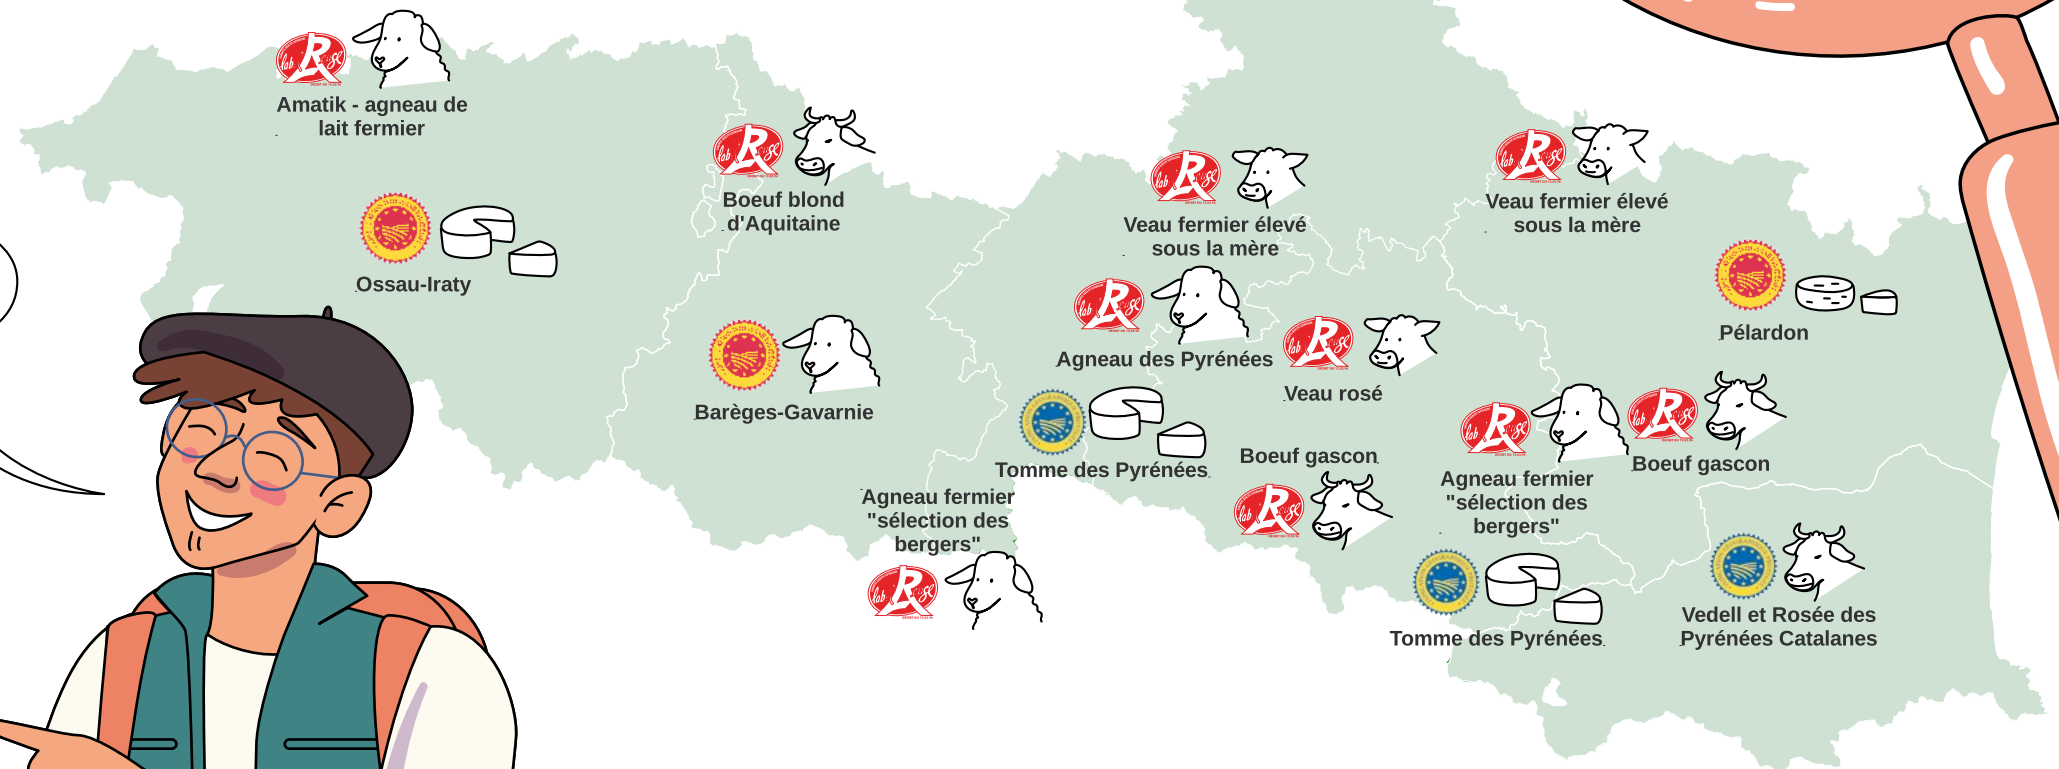 Amatik - agneau de
lait fermier
Boeuf blond
d'Aquitaine
Veau fermier élevé
sous la mère
Veau fermier élevé
sous la mère
Ossau-Iraty
Pélardon
Agneau des Pyrénées
Veau rosé
Barèges-Gavarnie
Tomme des Pyrénées
Boeuf gascon
Boeuf gascon
Agneau fermier
"sélection des
bergers"
Agneau fermier
"sélection des
bergers"
Tomme des Pyrénées
Vedell et Rosée des
Pyrénées Catalanes